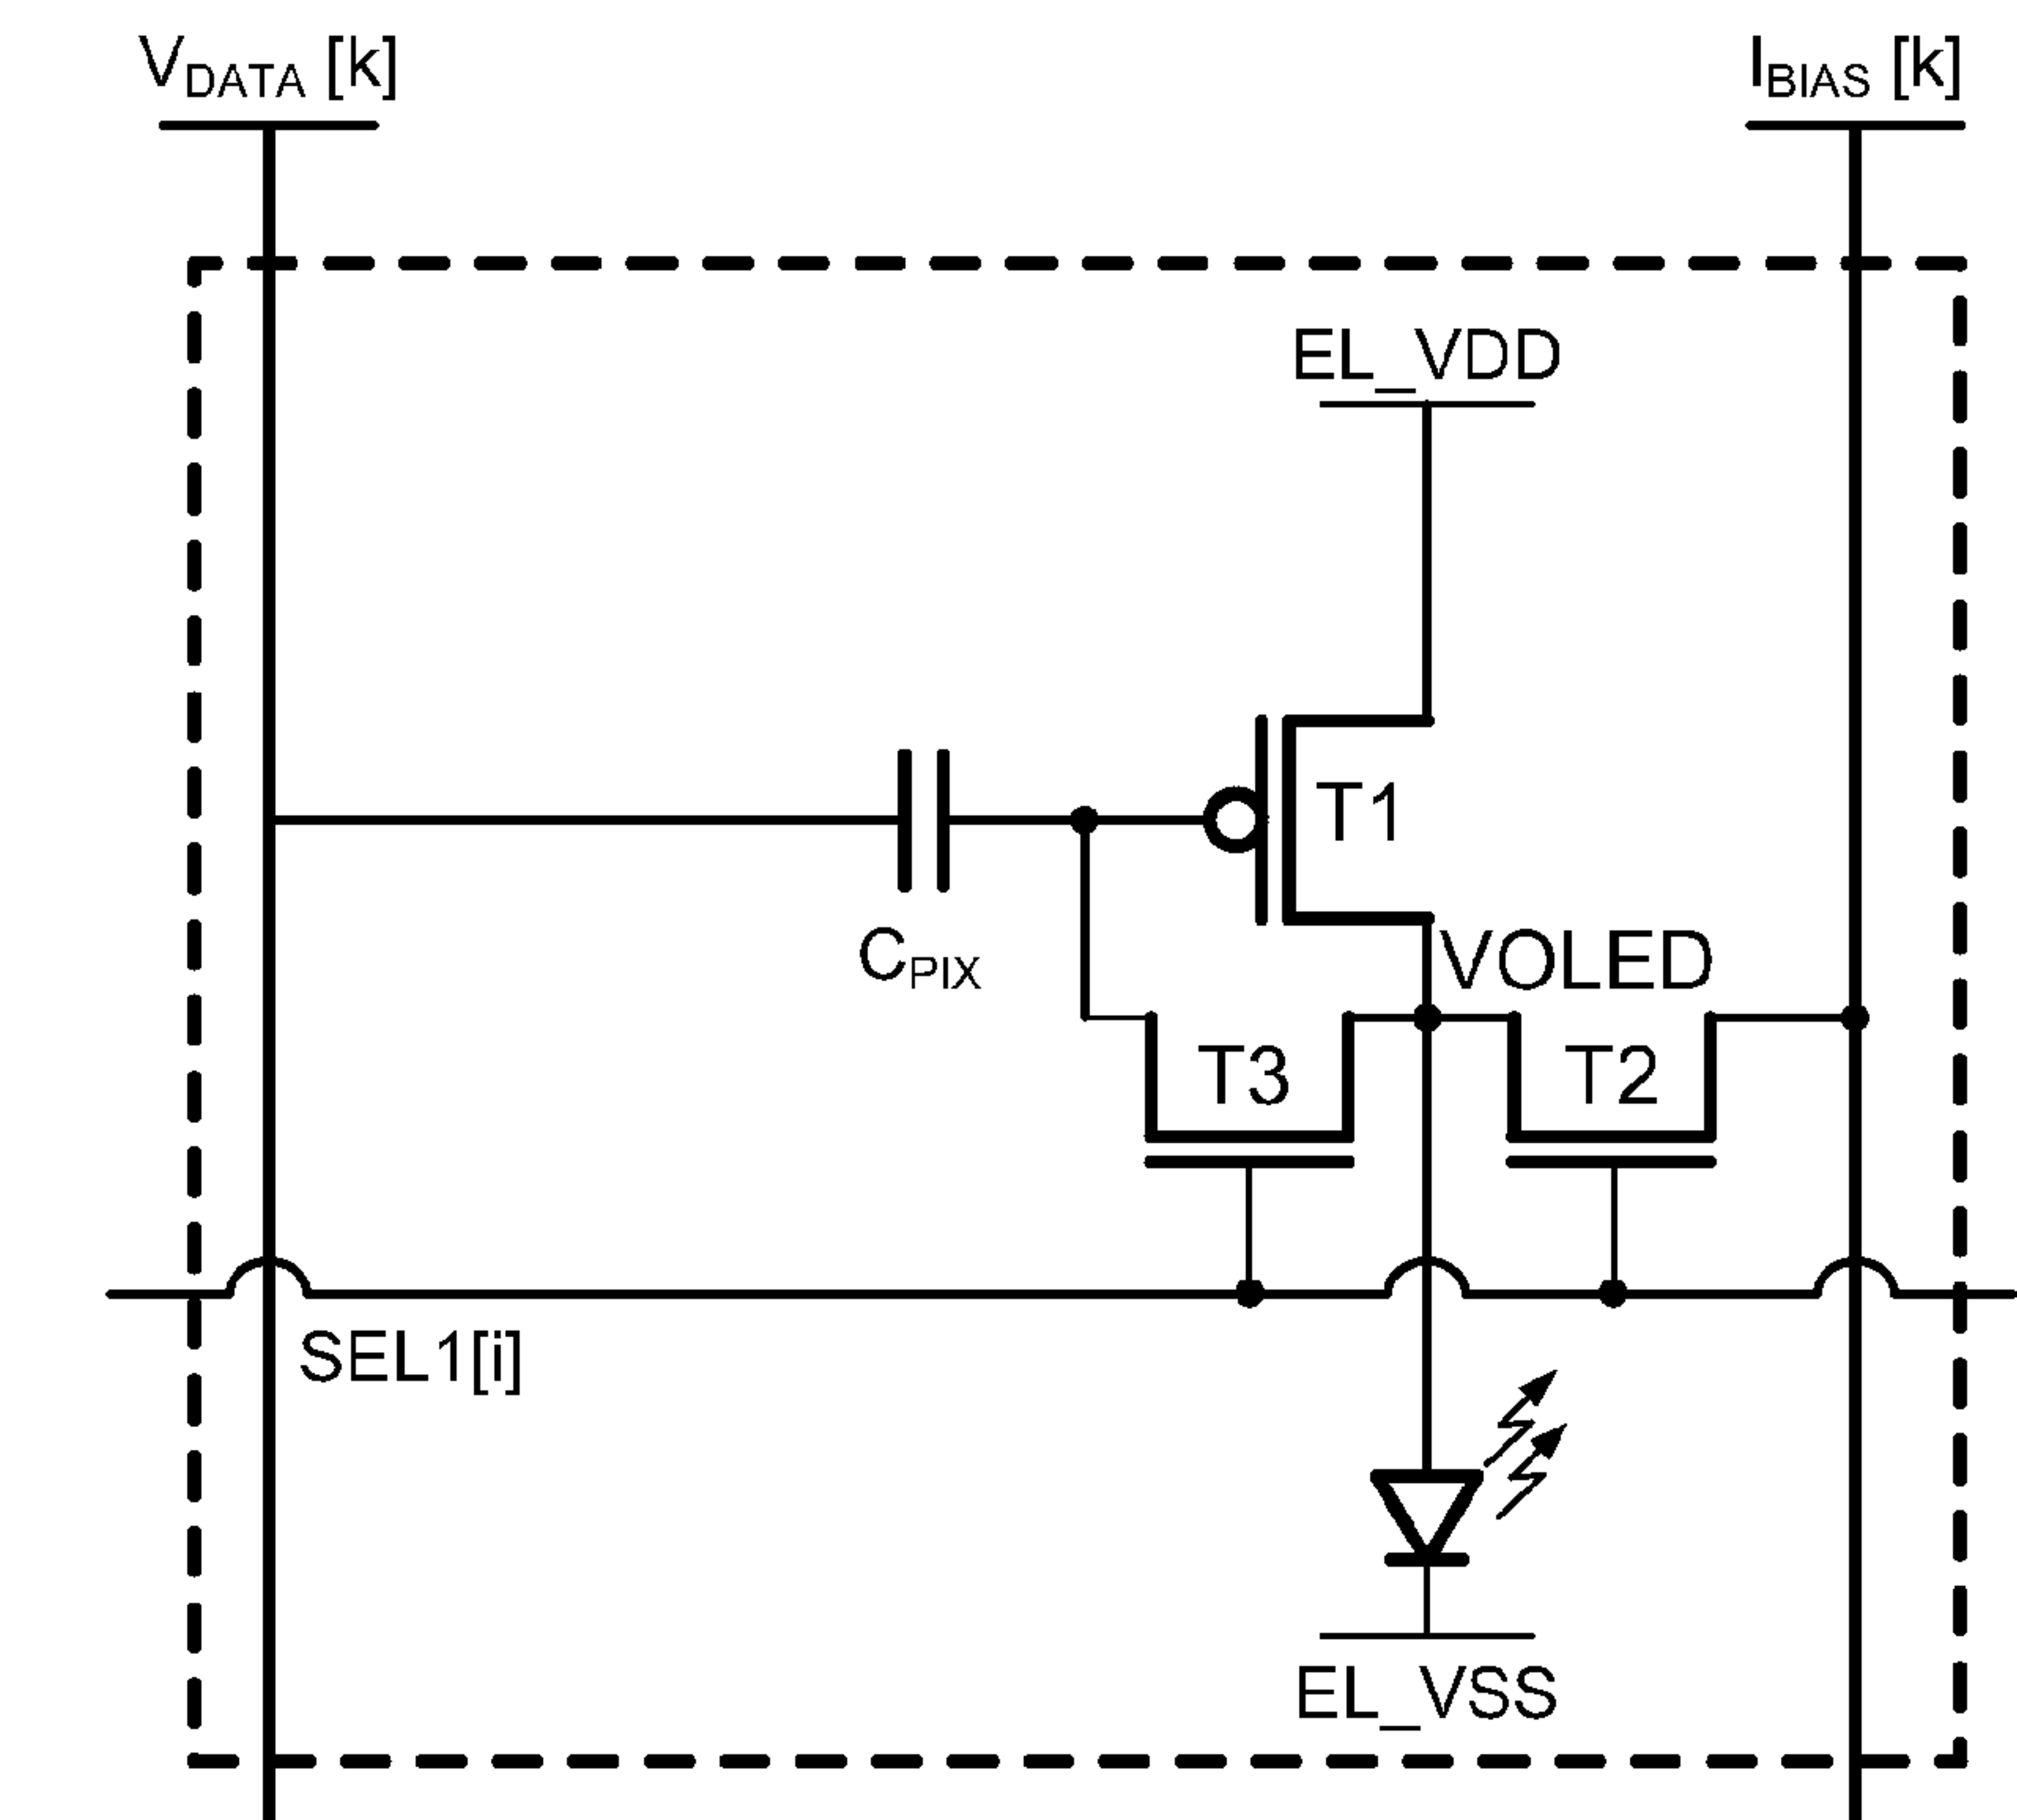 VDATA [k]
IBIAS [k]
EL_VDD
T1
CPIX
VOLED
T3
T2
SEL1[i]
EL_VSS